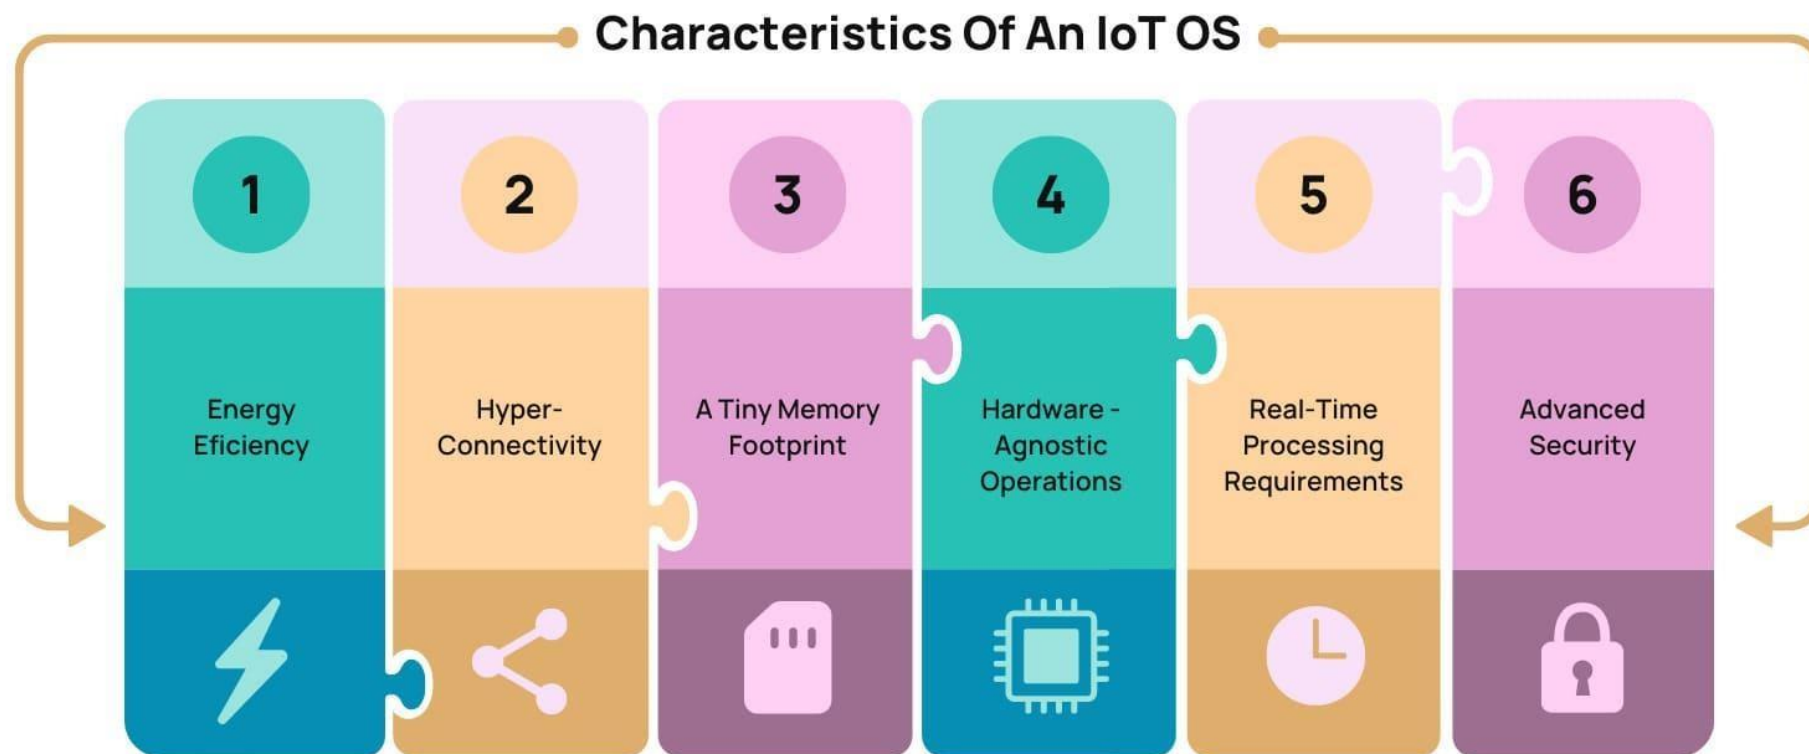 Characteristics Of An IoT OS
1
2
3
4
5
6
Energy
Eficiency
Hyper-
Connectivity
A Tiny Memory
Footprint
Hardware -
Agnostic
Operations
Real-Time
Processing
Requirements
Advanced
Security